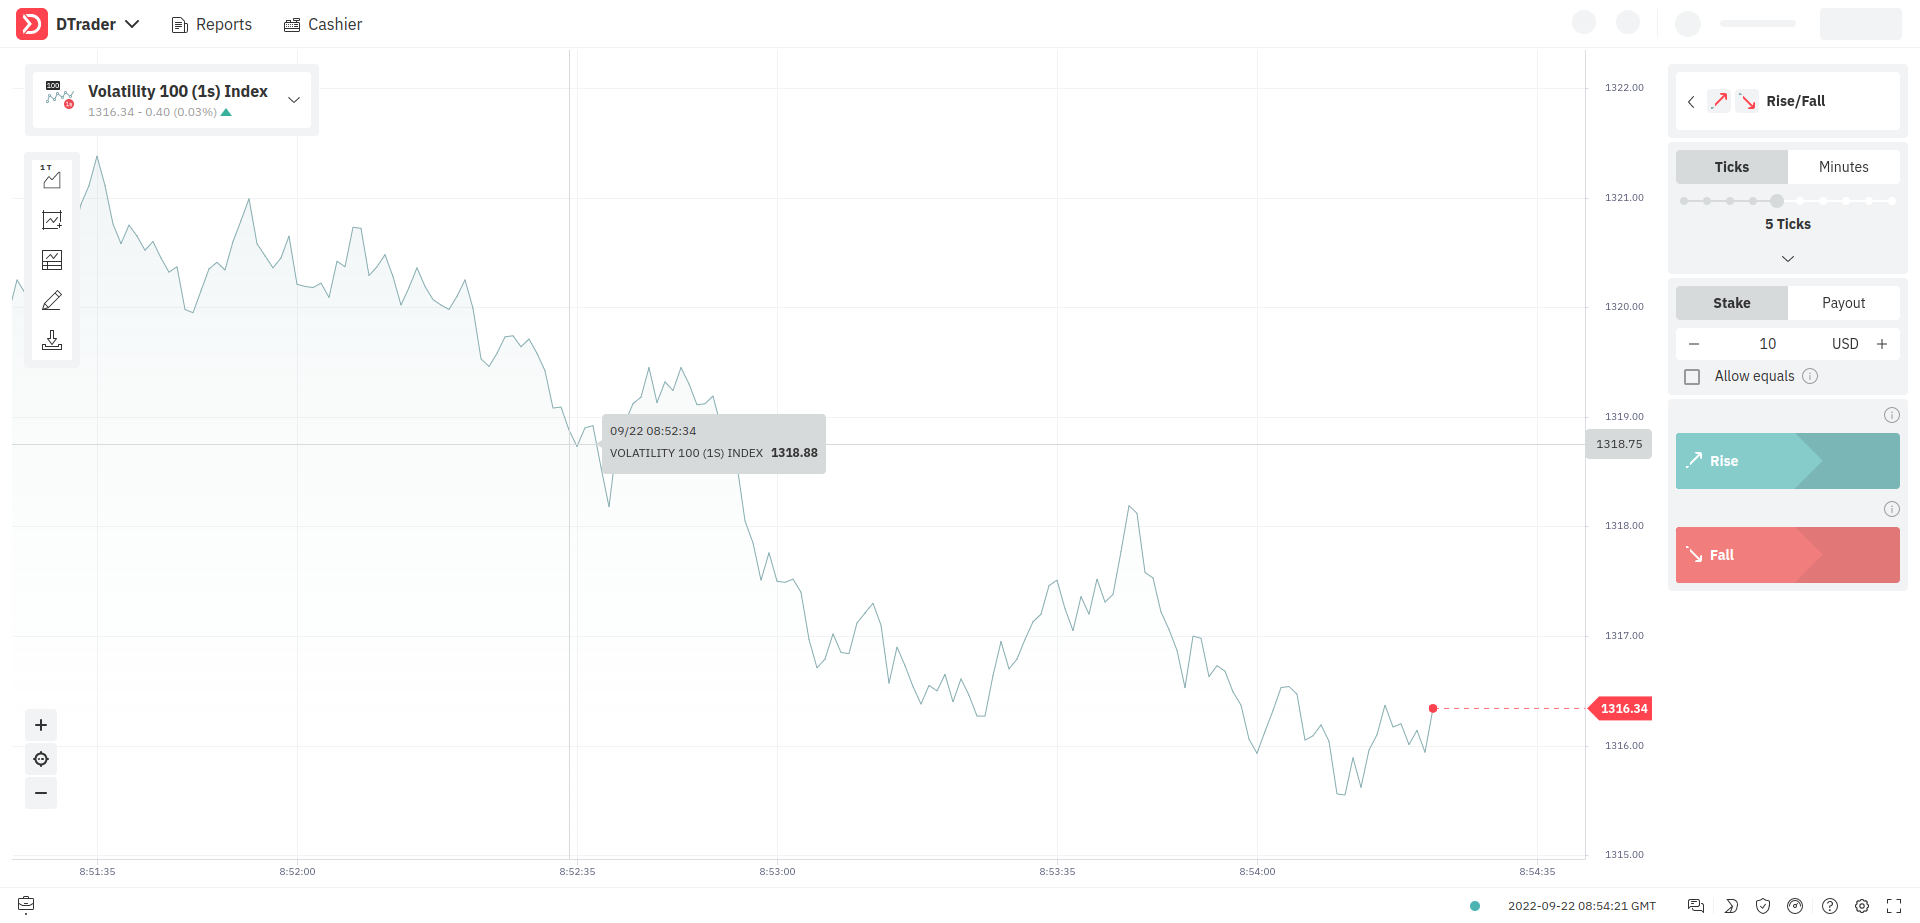 DTrader
Reports
Cashier
100
1s
Volatility 100 (1s) Index
1316.34 - 0.40 (0.03%)
1T
09/22 08:52:34
VOLATILITY 100 (1S) INDEX 1318.88
1322.00
1321.00
1320.00
1319.00
1318.75
1318.00
1317.00
1316.34
1316.00
1315.00
8:51:35
8:52:00
8:52:35
8:53:00
8:53:35
8:54:00
8:54:35
Rise/Fall
Ticks
Minutes
5 Ticks
Stake
Payout
10
USD
Allow equals
Rise
Fall
2022-09-22 08:54:21 GMT